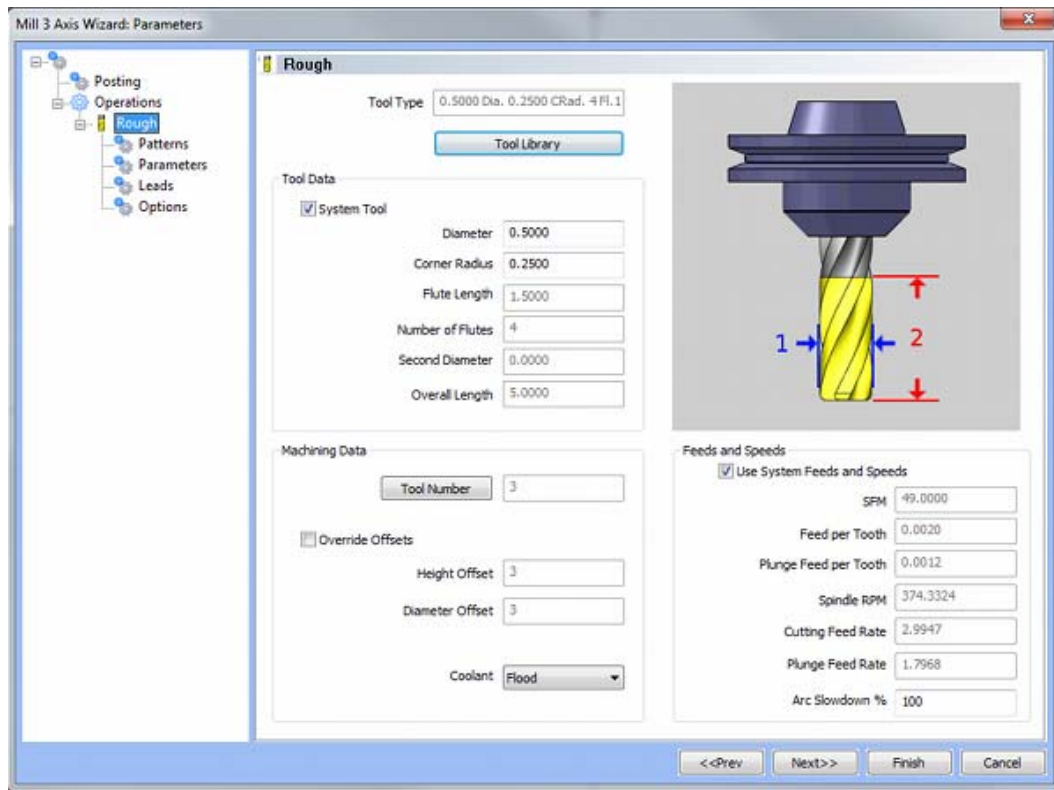 Mill 3 Axis Wizard: Parameters
Posting
Operations
Rough
Patterns
Parameters
Leads
Options
Rough
Tool Type 0.5000 Dia. 0.2500 CRad. 4 Fl. 1
Tool Library
Tool Data
System Tool
Diameter 0.5000
Corner Radius 0.2500
Flute Length 1.5000
Number of Flutes 4
Second Diameter 0.0000
Overall Length 5.0000
1
2
Machining Data
Tool Number 3
Override Offsets
Height Offset 3
Diameter Offset 3
Coolant Flood
Feeds and Speeds
Use System Feeds and Speeds
SFM 49.0000
Feed per Tooth 0.0020
Plunge Feed per Tooth 0.0012
Spindle RPM 374.3324
Cutting Feed Rate 2.9947
Plunge Feed Rate 1.7968
Arc Slowdown % 100
<<Prev Next>> Finish Cancel